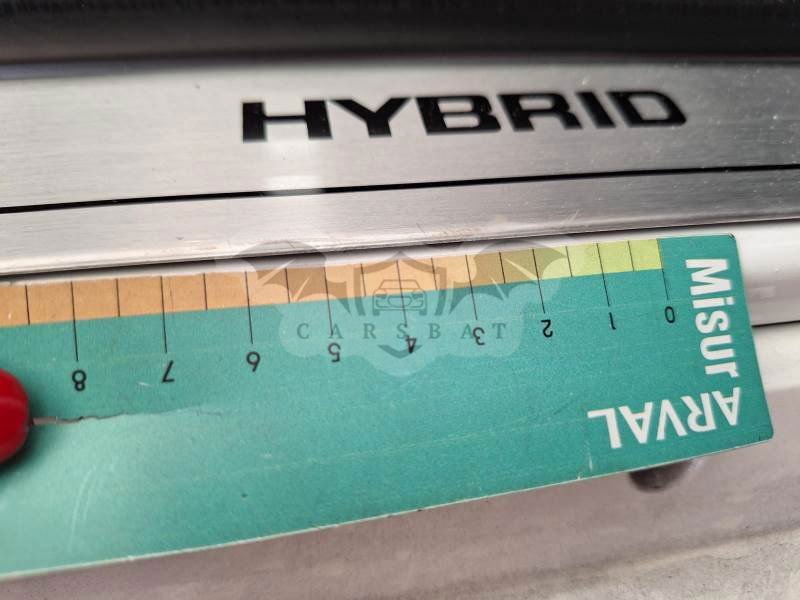 HYBRID
8 7 6 5 4 3 2 1 0
CARSBAT
Misur
ARVAL